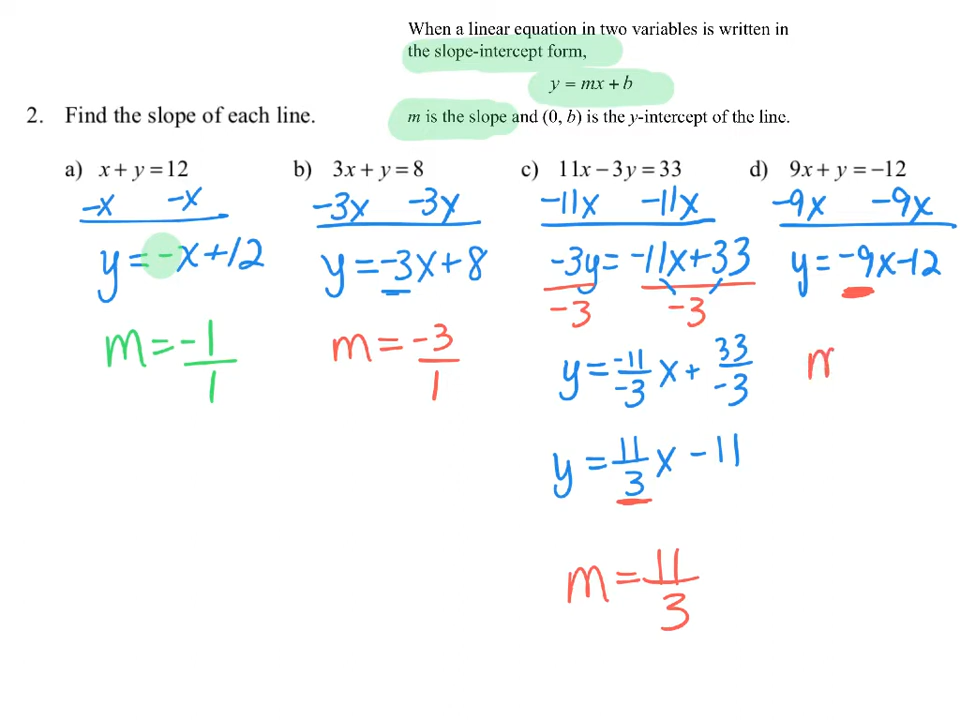 When a linear equation in two variables is written in
the slope-intercept form,
y = mx + b
m is the slope and (0, b) is the y-intercept of the line.
2. Find the slope of each line.
a) x + y = 12
-x -x
y = -x + 12
m = -1/1
b) 3x + y = 8
-3x -3x
y = -3x + 8
m = -3/1
c) 11x − 3y = 33
-11x -11x
-3y = -11x + 33
-3 -3
y = -11/-3 x + 33/-3
y = 11/3 x - 11
m = 11/3
d) 9x + y = −12
-9x -9x
y = -9x - 12
m